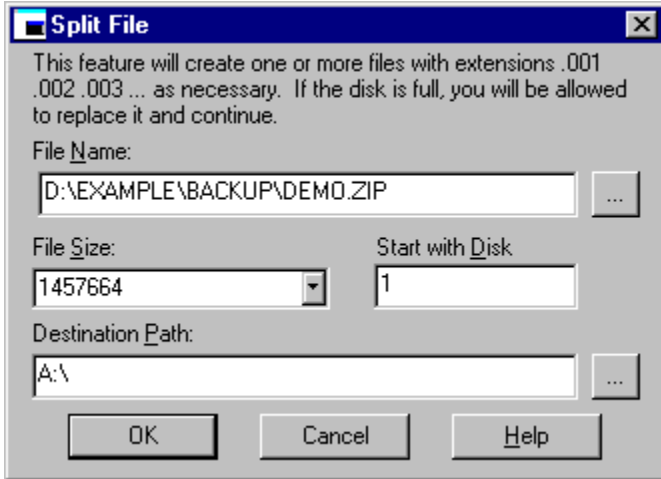 Split File
This feature will create one or more files with extensions .001
.002 .003 ... as necessary.  If the disk is full, you will be allowed
to replace it and continue.
File Name:
D:\EXAMPLE\BACKUP\DEMO.ZIP
...
File Size:
Start with Disk
1457664
1
Destination Path:
A:\
...
OK
Cancel
Help